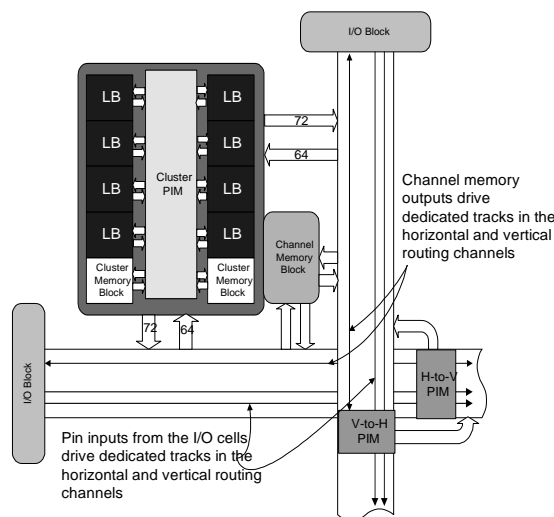 I/O Block
LB
LB
LB
LB
LB
LB
LB
LB
Cluster
PIM
Cluster
Memory
Block
Cluster
Memory
Block
72
64
Channel
Memory
Block
Channel memory
outputs drive
dedicated tracks in the
horizontal and vertical
routing channels
72
64
I/O Block
H-to-V
PIM
V-to-H
PIM
Pin inputs from the I/O cells
drive dedicated tracks in the
horizontal and vertical routing
channels